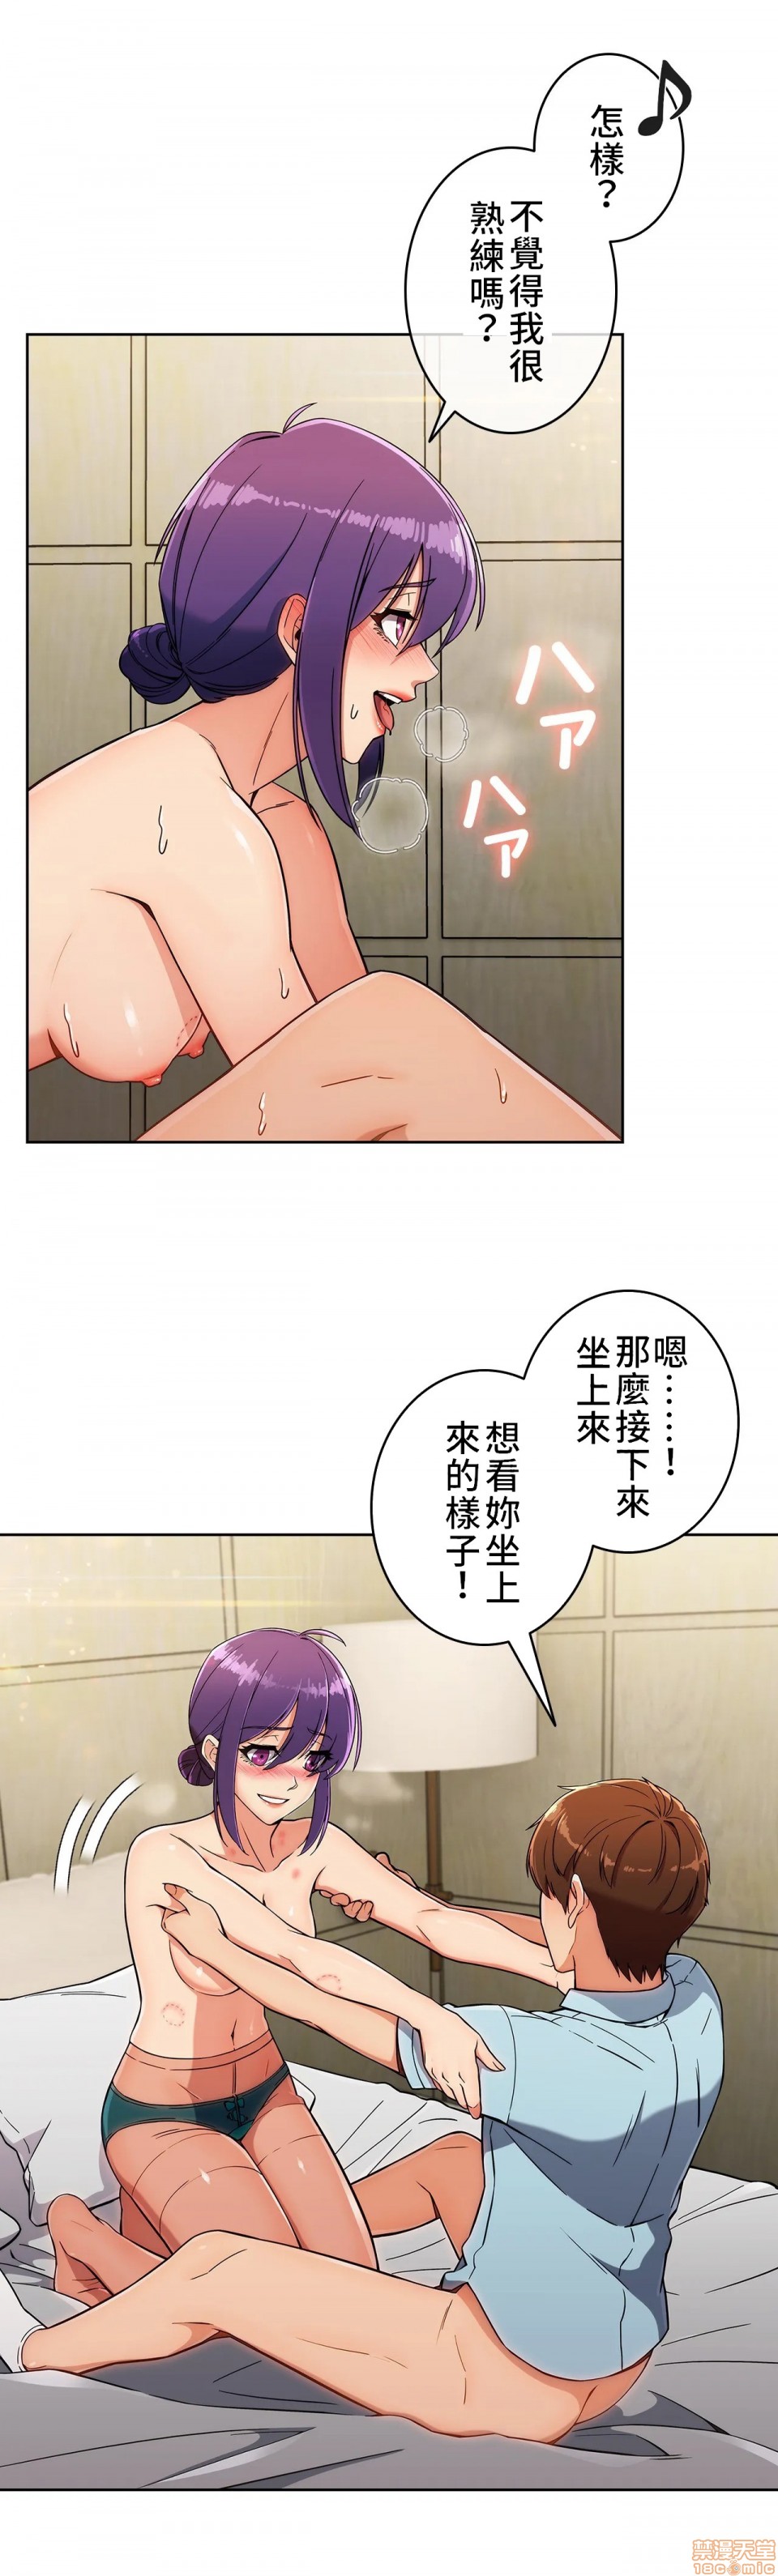 怎樣？
不覺得我很
熟練嗎？
ハァ
ハァ
嗯……！
那麼接下來
坐上來
想看妳坐上
來的樣子！
禁漫天堂
18comic